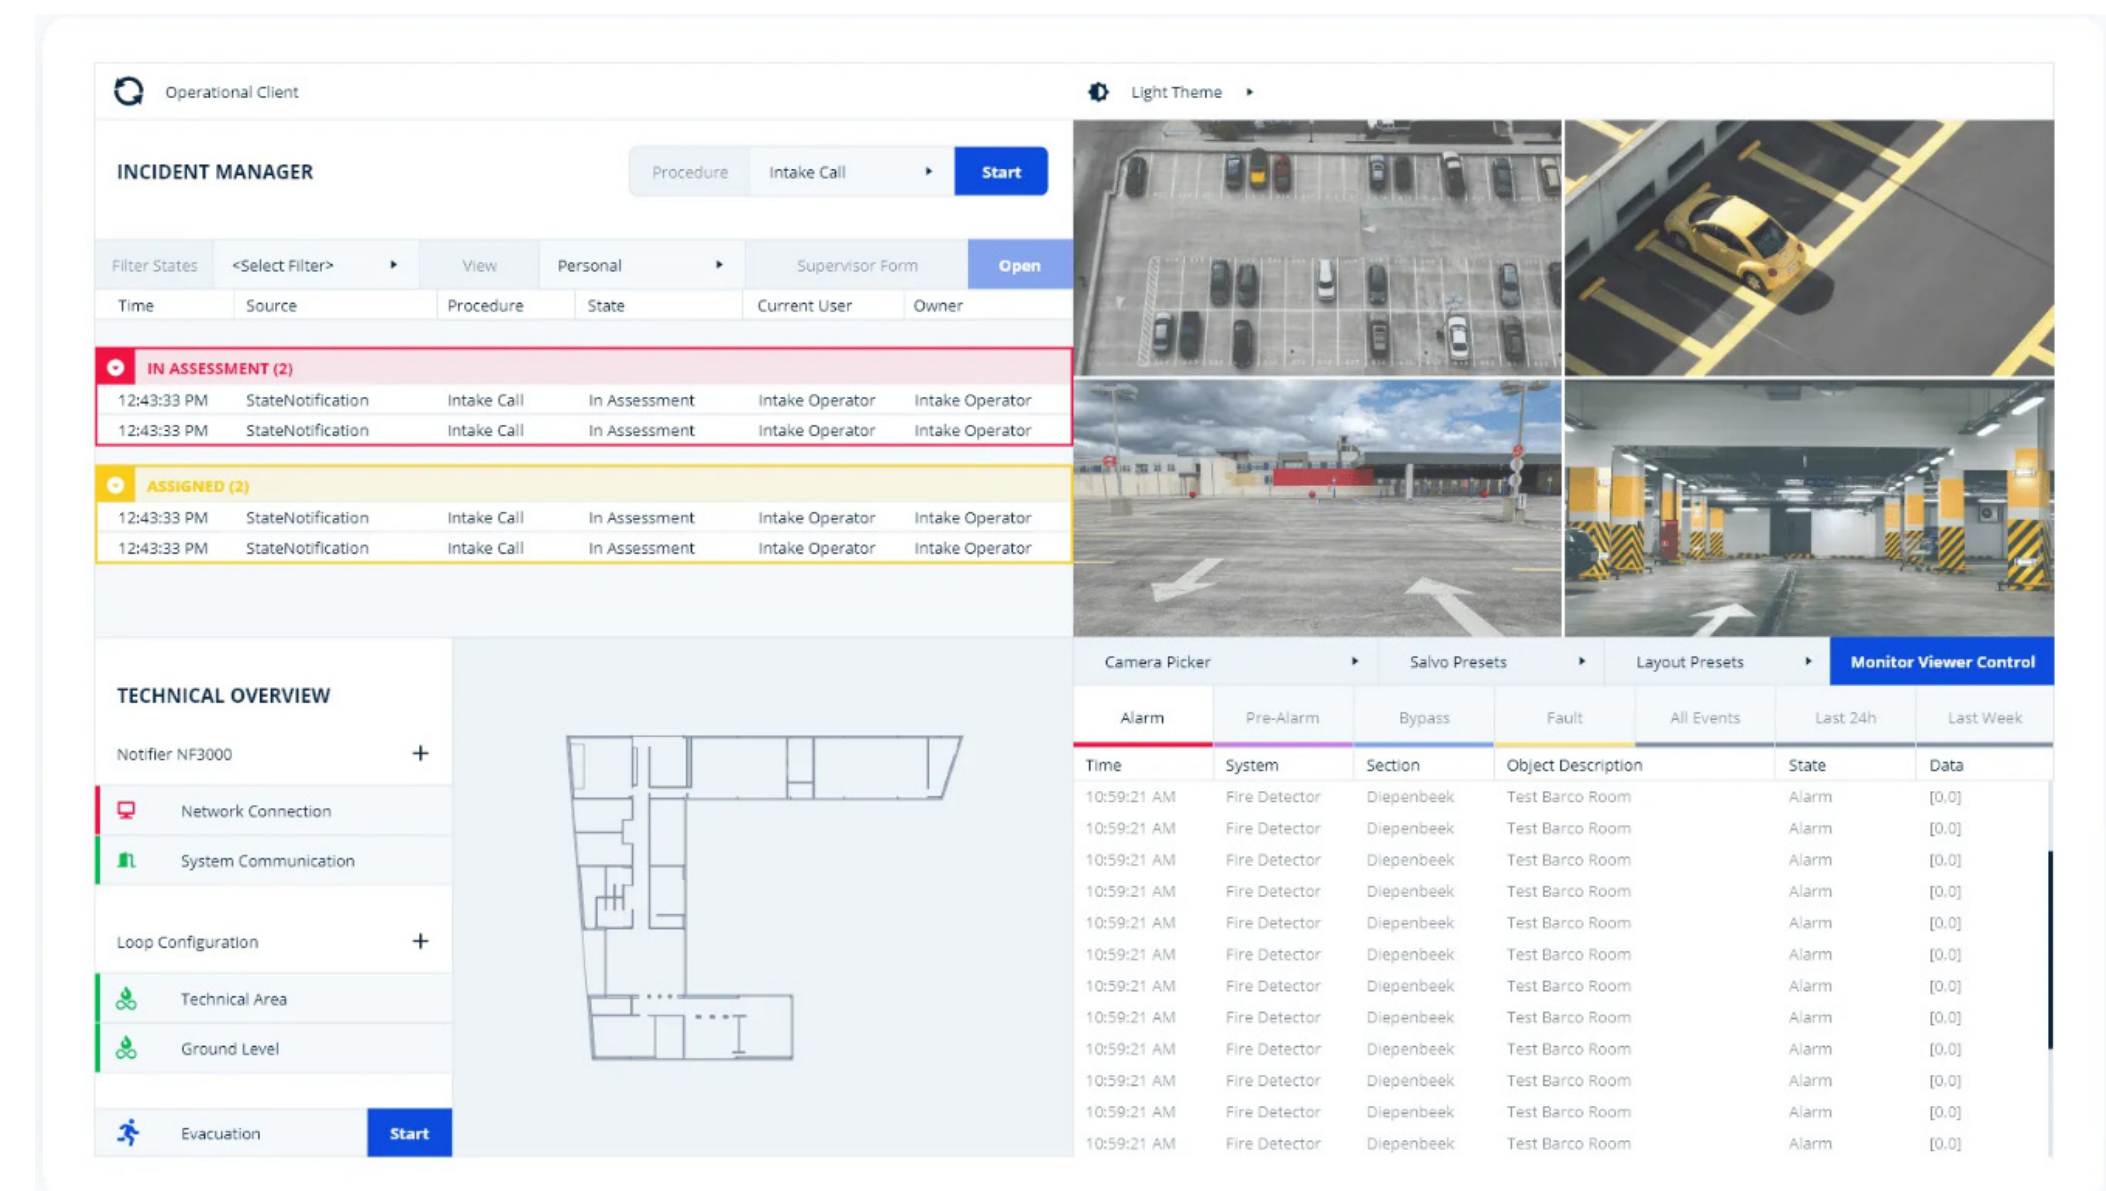 Operational Client
Light Theme
INCIDENT MANAGER
Procedure Intake Call Start
Filter States <Select Filter> View Personal Supervisor Form Open
Time Source Procedure State Current User Owner
IN ASSESSMENT (2)
12:43:33 PM StateNotification Intake Call In Assessment Intake Operator Intake Operator
12:43:33 PM StateNotification Intake Call In Assessment Intake Operator Intake Operator
ASSIGNED (2)
12:43:33 PM StateNotification Intake Call In Assessment Intake Operator Intake Operator
12:43:33 PM StateNotification Intake Call In Assessment Intake Operator Intake Operator
TECHNICAL OVERVIEW
Notifier NF3000 +
Network Connection
System Communication
Loop Configuration +
Technical Area
Ground Level
Evacuation Start
Camera Picker Salvo Presets Layout Presets Monitor Viewer Control
Alarm Pre-Alarm Bypass Fault All Events Last 24h Last Week
Time System Section Object Description State Data
10:59:21 AM Fire Detector Diepenbeek Test Barco Room Alarm [0,0]
10:59:21 AM Fire Detector Diepenbeek Test Barco Room Alarm [0,0]
10:59:21 AM Fire Detector Diepenbeek Test Barco Room Alarm [0,0]
10:59:21 AM Fire Detector Diepenbeek Test Barco Room Alarm [0,0]
10:59:21 AM Fire Detector Diepenbeek Test Barco Room Alarm [0,0]
10:59:21 AM Fire Detector Diepenbeek Test Barco Room Alarm [0,0]
10:59:21 AM Fire Detector Diepenbeek Test Barco Room Alarm [0,0]
10:59:21 AM Fire Detector Diepenbeek Test Barco Room Alarm [0,0]
10:59:21 AM Fire Detector Diepenbeek Test Barco Room Alarm [0,0]
10:59:21 AM Fire Detector Diepenbeek Test Barco Room Alarm [0,0]
10:59:21 AM Fire Detector Diepenbeek Test Barco Room Alarm [0,0]
10:59:21 AM Fire Detector Diepenbeek Test Barco Room Alarm [0,0]